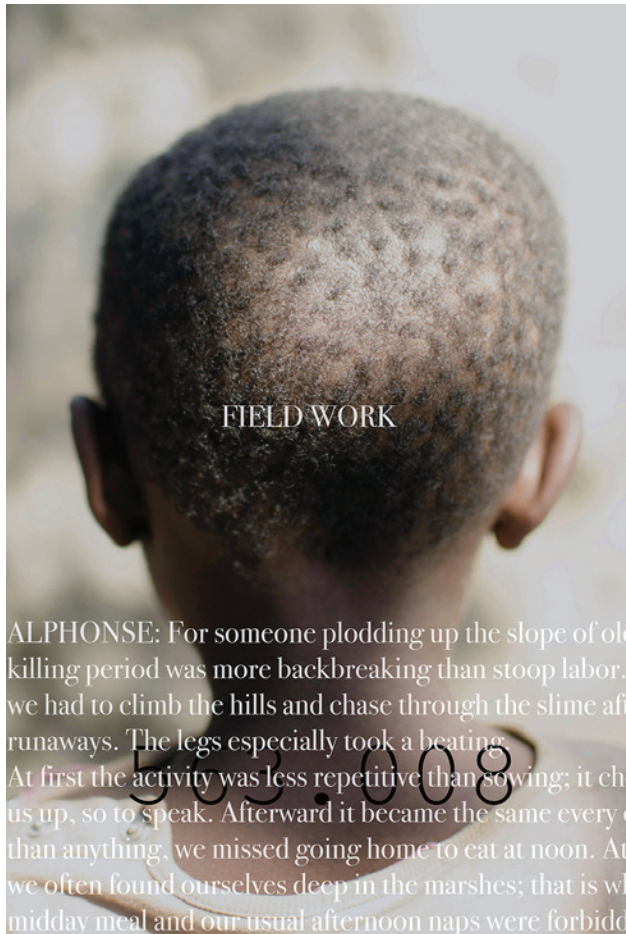 FIELD WORK
ALPHONSE: For someone plodding up the slope of
killing period was more backbreaking than stoop labor.
we had to climb the hills and chase through the slime
runaways. The legs especially took a beating.
563.008
At first the activity was less repetitive than sowing; it
us up, so to speak. Afterward it became the same every
than anything, we missed going home to eat at noon.
we often found ourselves deep in the marshes; that is
midday meal and our usual afternoon naps were